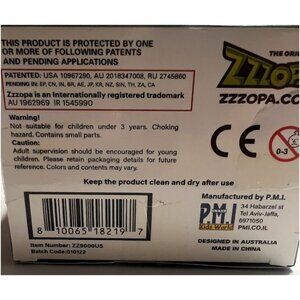 THIS PRODUCT IS PROTECTED BY ONE
OR MORE OF FOLLOWING PATENTS
AND PENDING APPLICATIONS
PATENTED: USA 10967290, AU 2018347008, RU 2745860
PENDING IN: EP, CN, IN, BR, AE, JP, KR, NZ, SIN, TH, ZA, CA
Zzzopa is an Internationally registered trademark
AU 1962969 IR 1545990
THE ORIG
Zzzopa
ZZZOPA.CO
Warning!
Not suitable for children under 3 years. Choking
hazard. Contains small parts.
Caution:
Adult supervision should be encouraged for young
children. Please retain packaging details for future
reference. Colors and contents may vary.
CE
0-3
Keep the product clean and dry after use
8 10065 18219 7
Item Number: ZZ9000US
Batch Code: 010122
P.M.I
Kids World
Manufactured by P.M.I.
34 Habarzel st
Tel Aviv-Jaffa,
6971050
PMI.CO.IL
DESIGNED IN AUSTRALIA
MADE IN CHINA